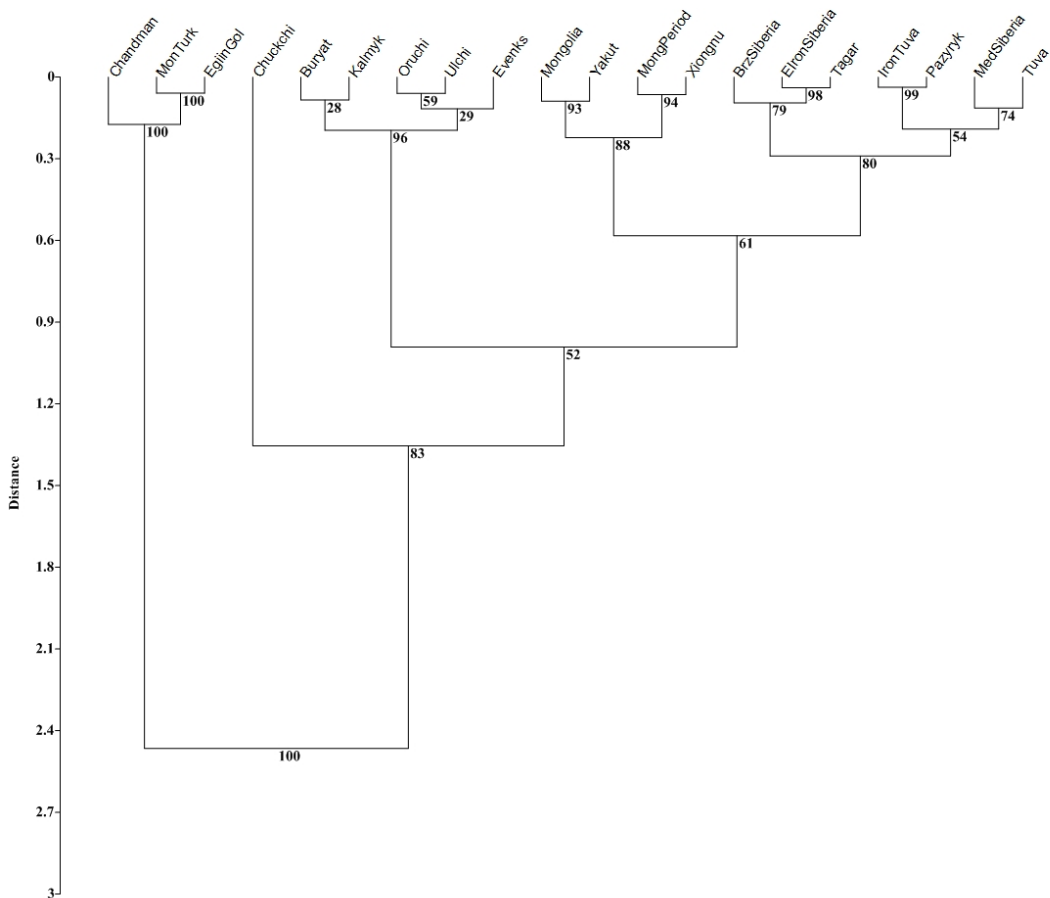 Chandman
MonTurk
EgiinGol
Chuckchi
Buryat
Kalmyk
Oruchi
Ulchi
Evenks
Mongolia
Yakut
MongPeriod
Xiongnu
BrzSiberia
EIronSiberia
Tagar
IronTuva
Pazyryk
MedSiberia
Tuva
0
0.3
0.6
0.9
1.2
1.5
1.8
2.1
2.4
2.7
3
Distance
100
100
28
59
29
96
93
94
88
98
79
99
74
54
80
61
52
83
100